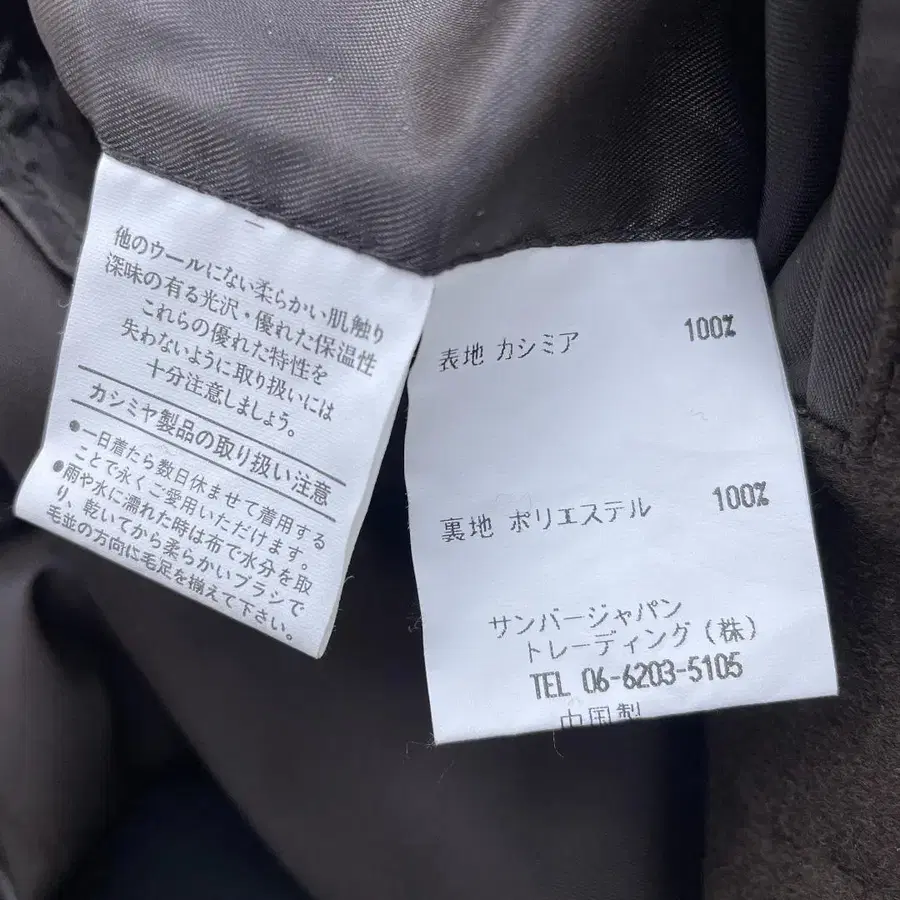 他のウールにない柔らかい肌触り
深味の有る光沢・優れた保温性
これらの優れた特性を
失わないように取り扱いには
十分注意しましょう。
カシミヤ製品の取り扱い注意
●一日着たら数日休ませて着用する
ことで永くご愛用いただけます。
●雨や水に濡れた時は布で水分を取
り、乾いてから柔らかいブラシで
毛並の方向に毛足を揃えて下さい。
表地 カシミア 100%
裏地 ポリエステル 100%
サンバージャパン
トレーディング(株)
TEL 06-6203-5105
中国製